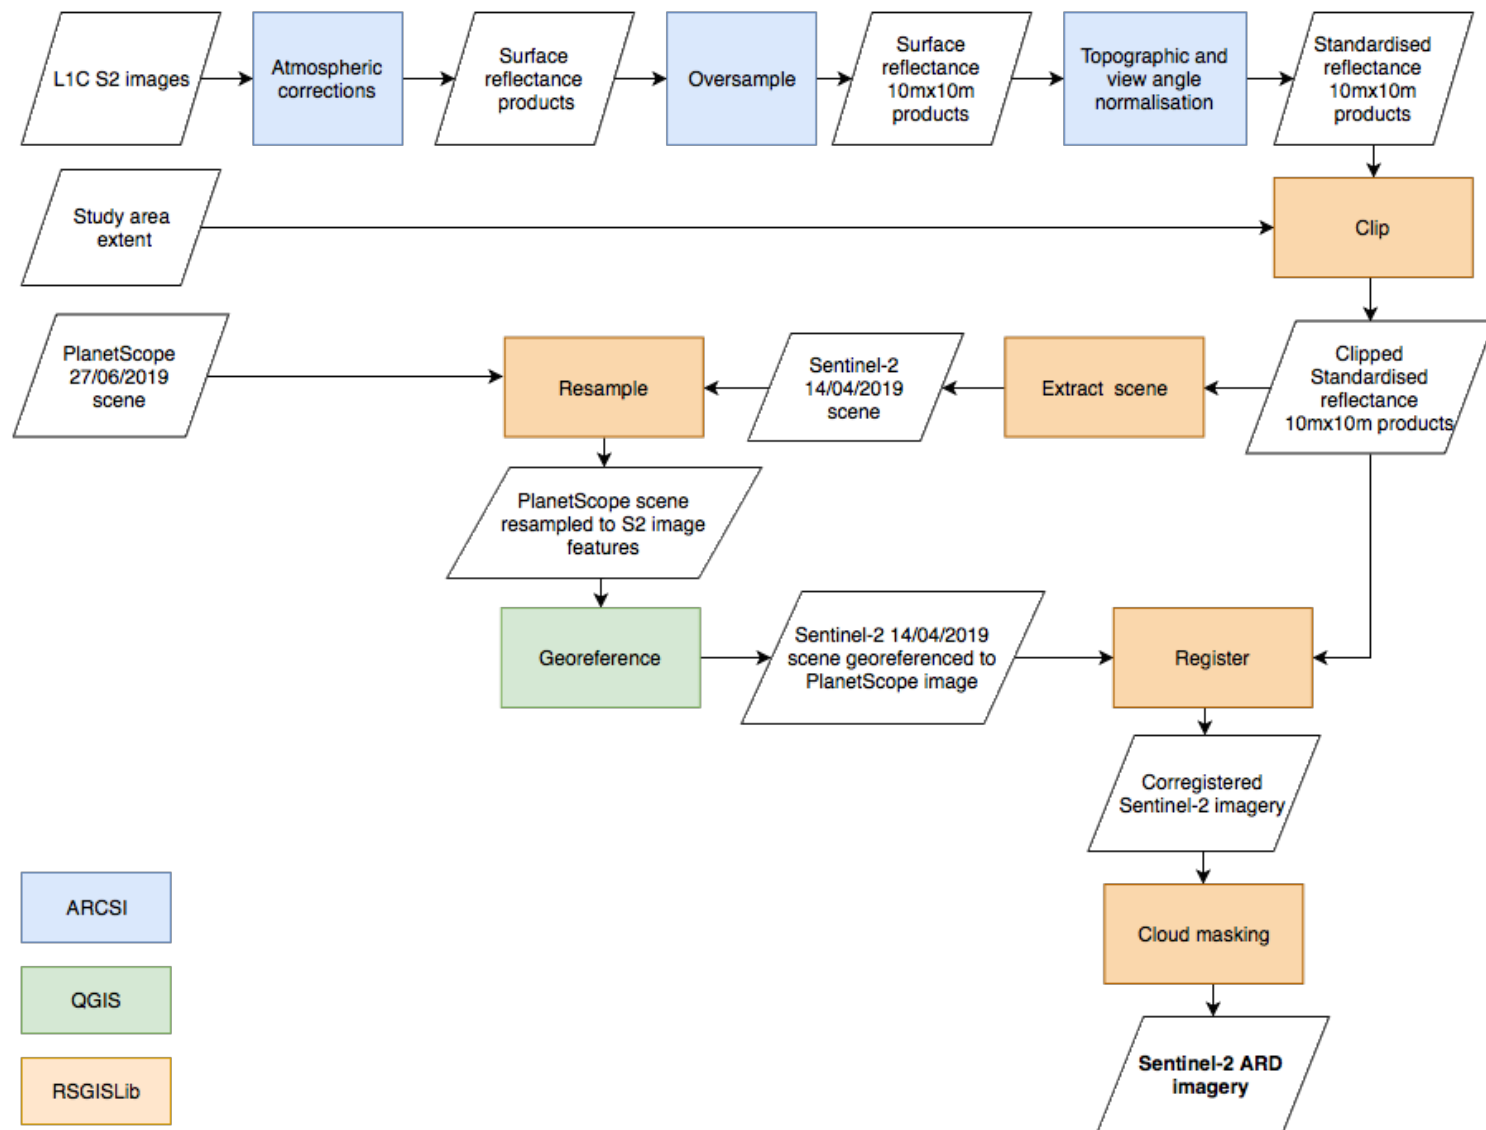 L1C S2 images
Atmospheric
corrections
Surface
reflectance
products
Oversample
Surface
reflectance
10mx10m
products
Topographic and
view angle
normalisation
Standardised
reflectance
10mx10m
products
Study area
extent
Clip
PlanetScope
27/06/2019
scene
Resample
Sentinel-2
14/04/2019
scene
Extract scene
Clipped
Standardised
reflectance
10mx10m products
PlanetScope scene
resampled to S2 image
features
Georeference
Sentinel-2 14/04/2019
scene georeferenced to
PlanetScope image
Register
Corregistered
Sentinel-2 imagery
ARCSI
Cloud masking
QGIS
RSGISLib
Sentinel-2 ARD
imagery